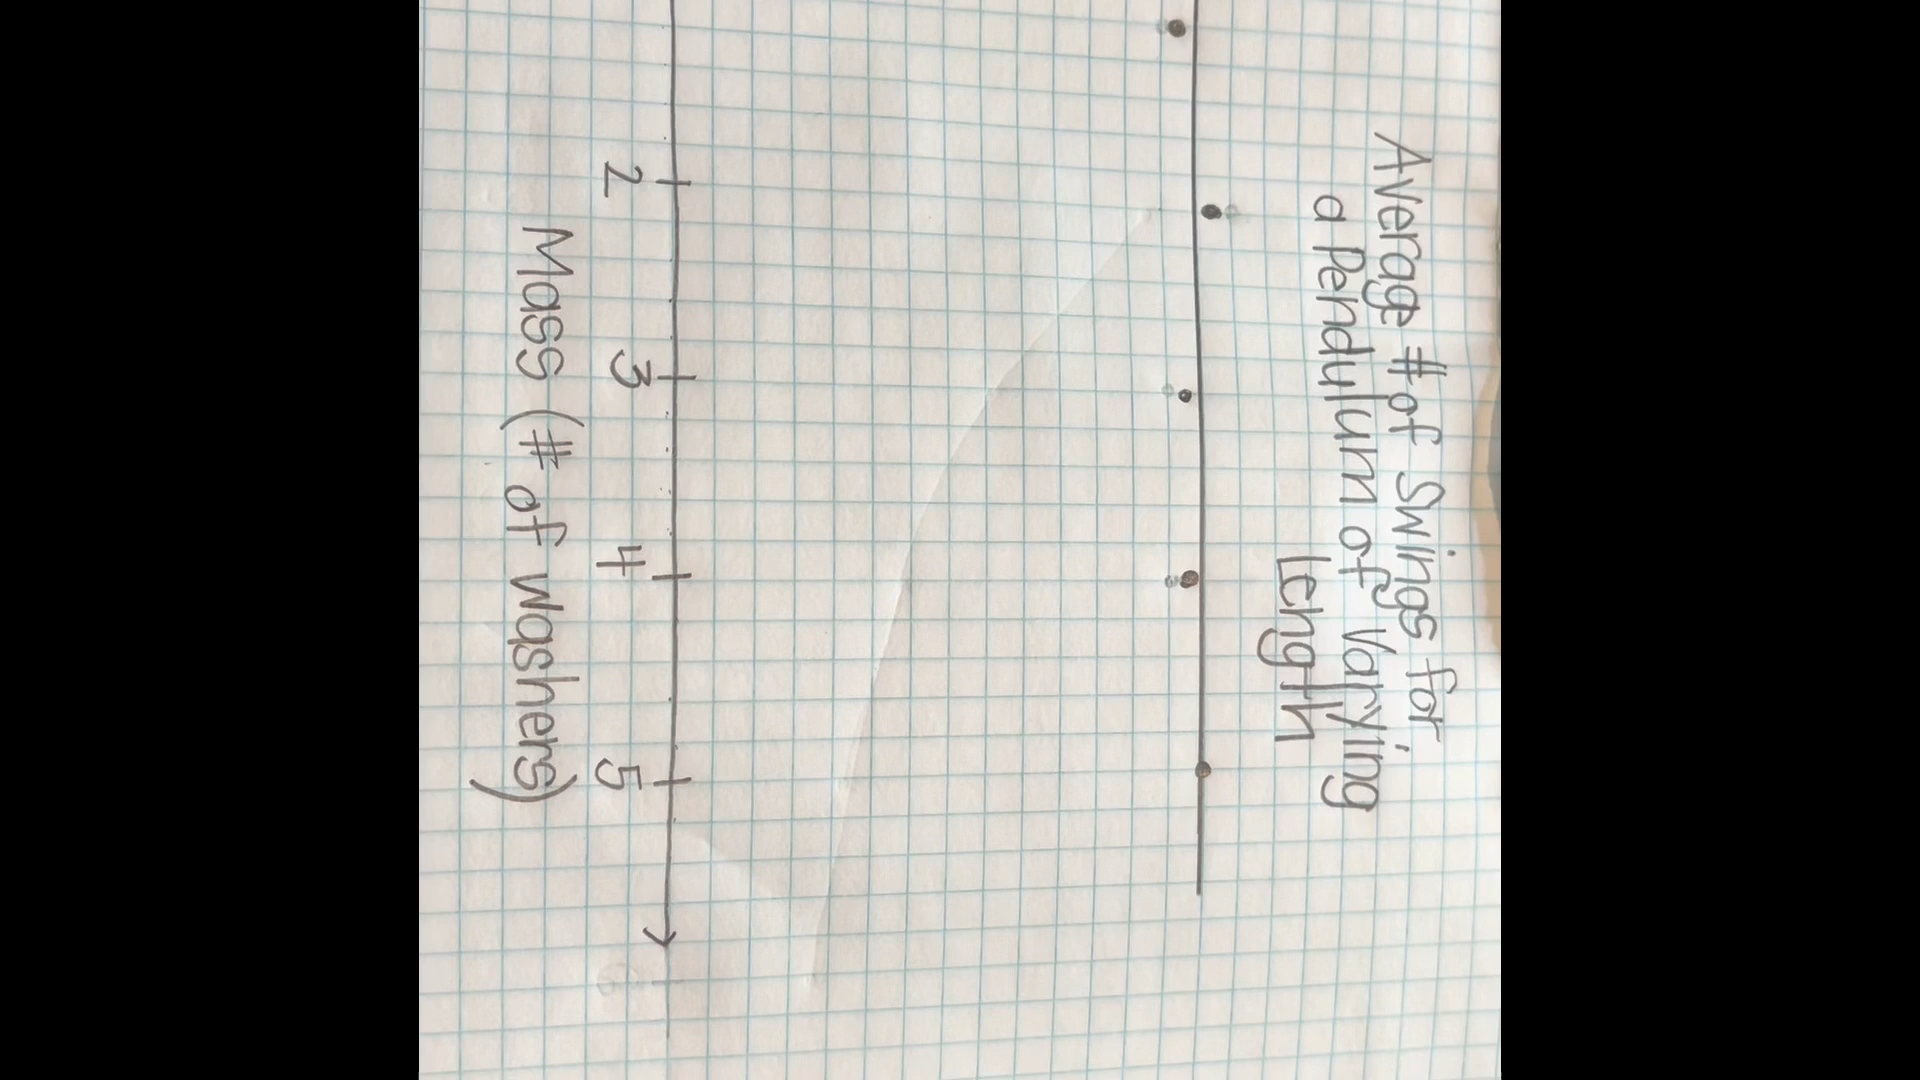 Average # of Swings for
a Pendulum of Varying
Length
2 3 4 5
Mass (# of washers)